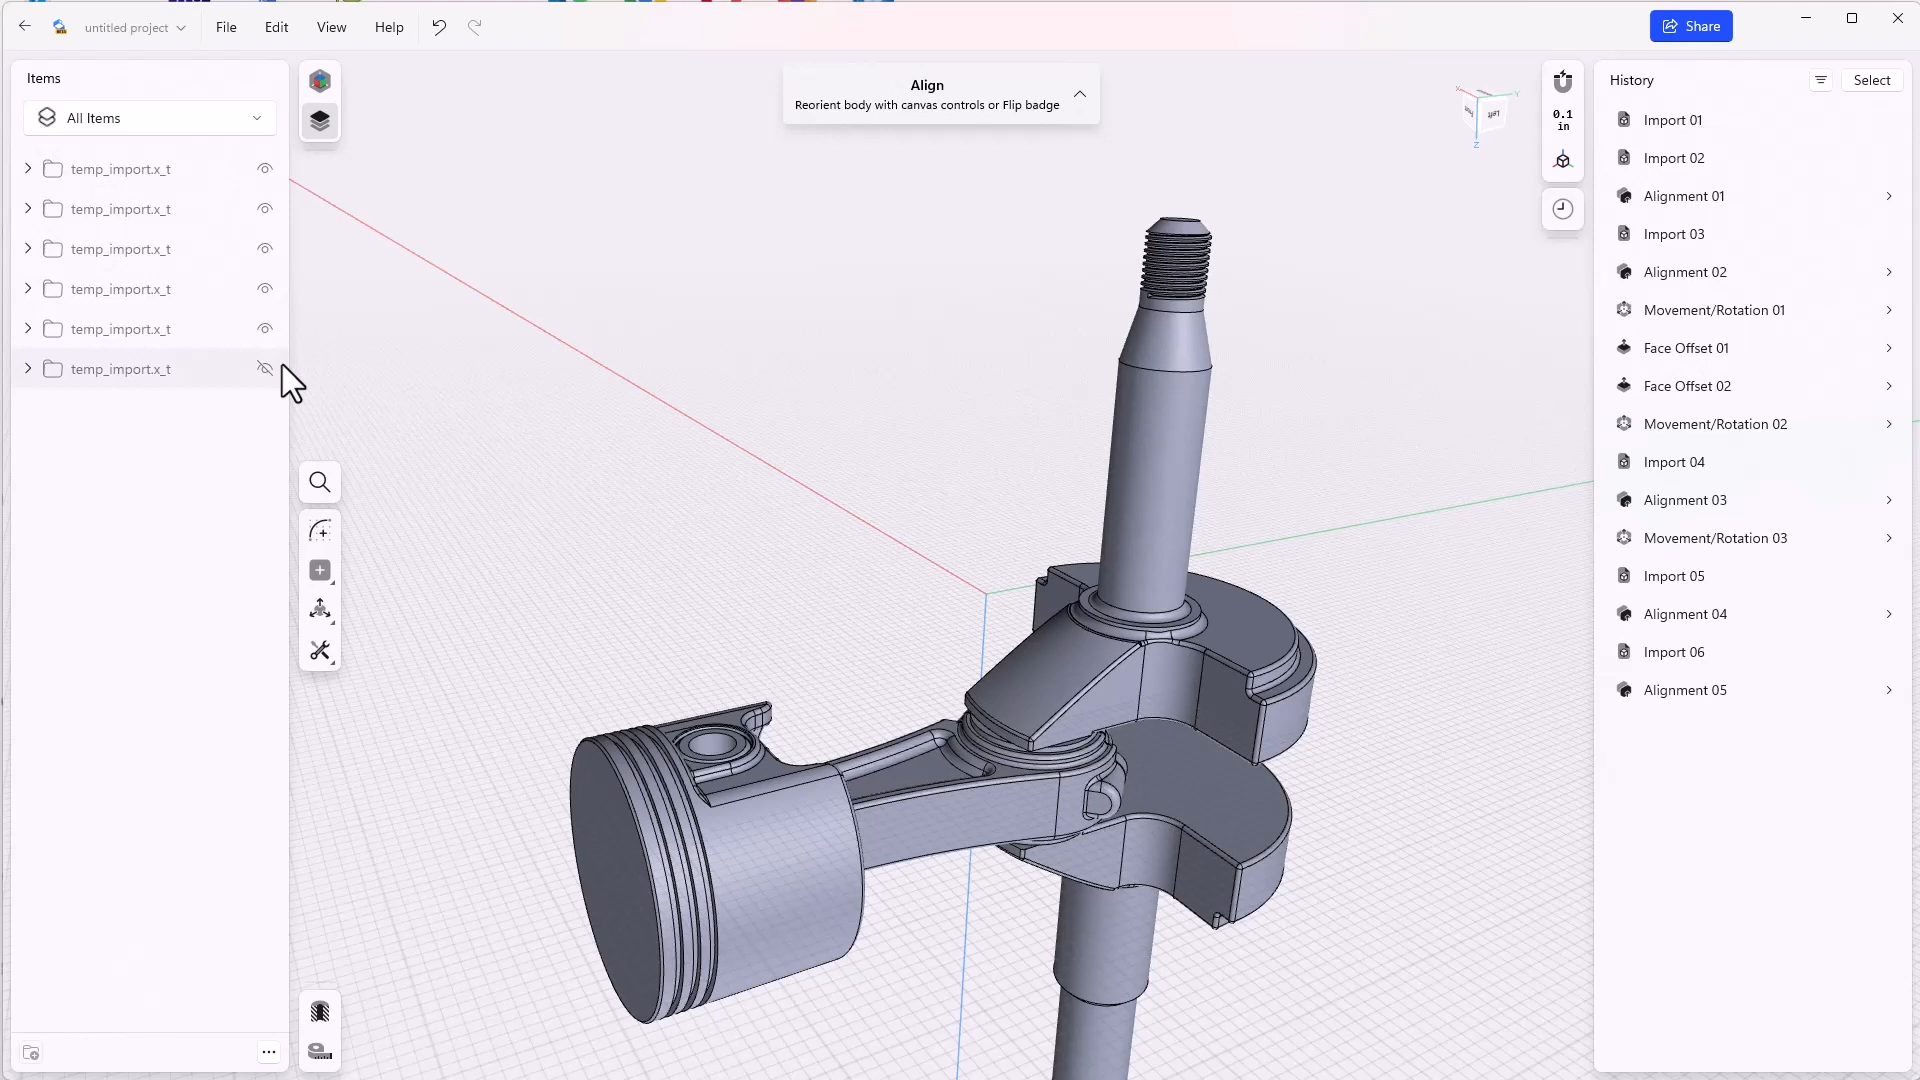 untitled project
File
Edit
View
Help
Share
Items
All Items
temp_import.x_t
temp_import.x_t
temp_import.x_t
temp_import.x_t
temp_import.x_t
temp_import.x_t
Align
Reorient body with canvas controls or Flip badge
X
Y
Left
Z
0.1
in
History
Select
Import 01
Import 02
Alignment 01
Import 03
Alignment 02
Movement/Rotation 01
Face Offset 01
Face Offset 02
Movement/Rotation 02
Import 04
Alignment 03
Movement/Rotation 03
Import 05
Alignment 04
Import 06
Alignment 05